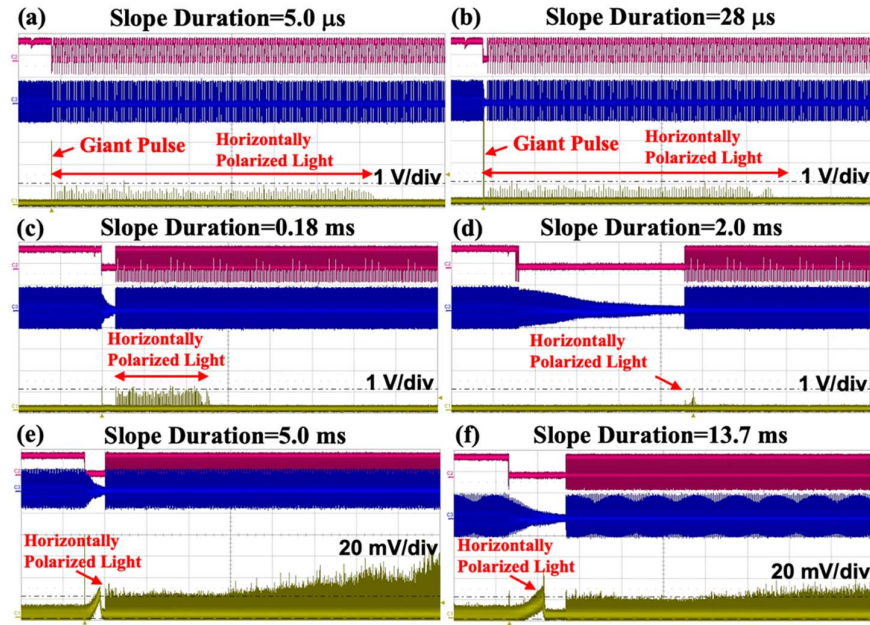 (a) Slope Duration=5.0 μs
Giant Pulse
Horizontally
Polarized Light
1 V/div
(b) Slope Duration=28 μs
Giant Pulse
Horizontally
Polarized Light
1 V/div
(c) Slope Duration=0.18 ms
Horizontally
Polarized Light
1 V/div
(d) Slope Duration=2.0 ms
Horizontally
Polarized Light
1 V/div
(e) Slope Duration=5.0 ms
Horizontally
Polarized Light
20 mV/div
(f) Slope Duration=13.7 ms
Horizontally
Polarized Light
20 mV/div